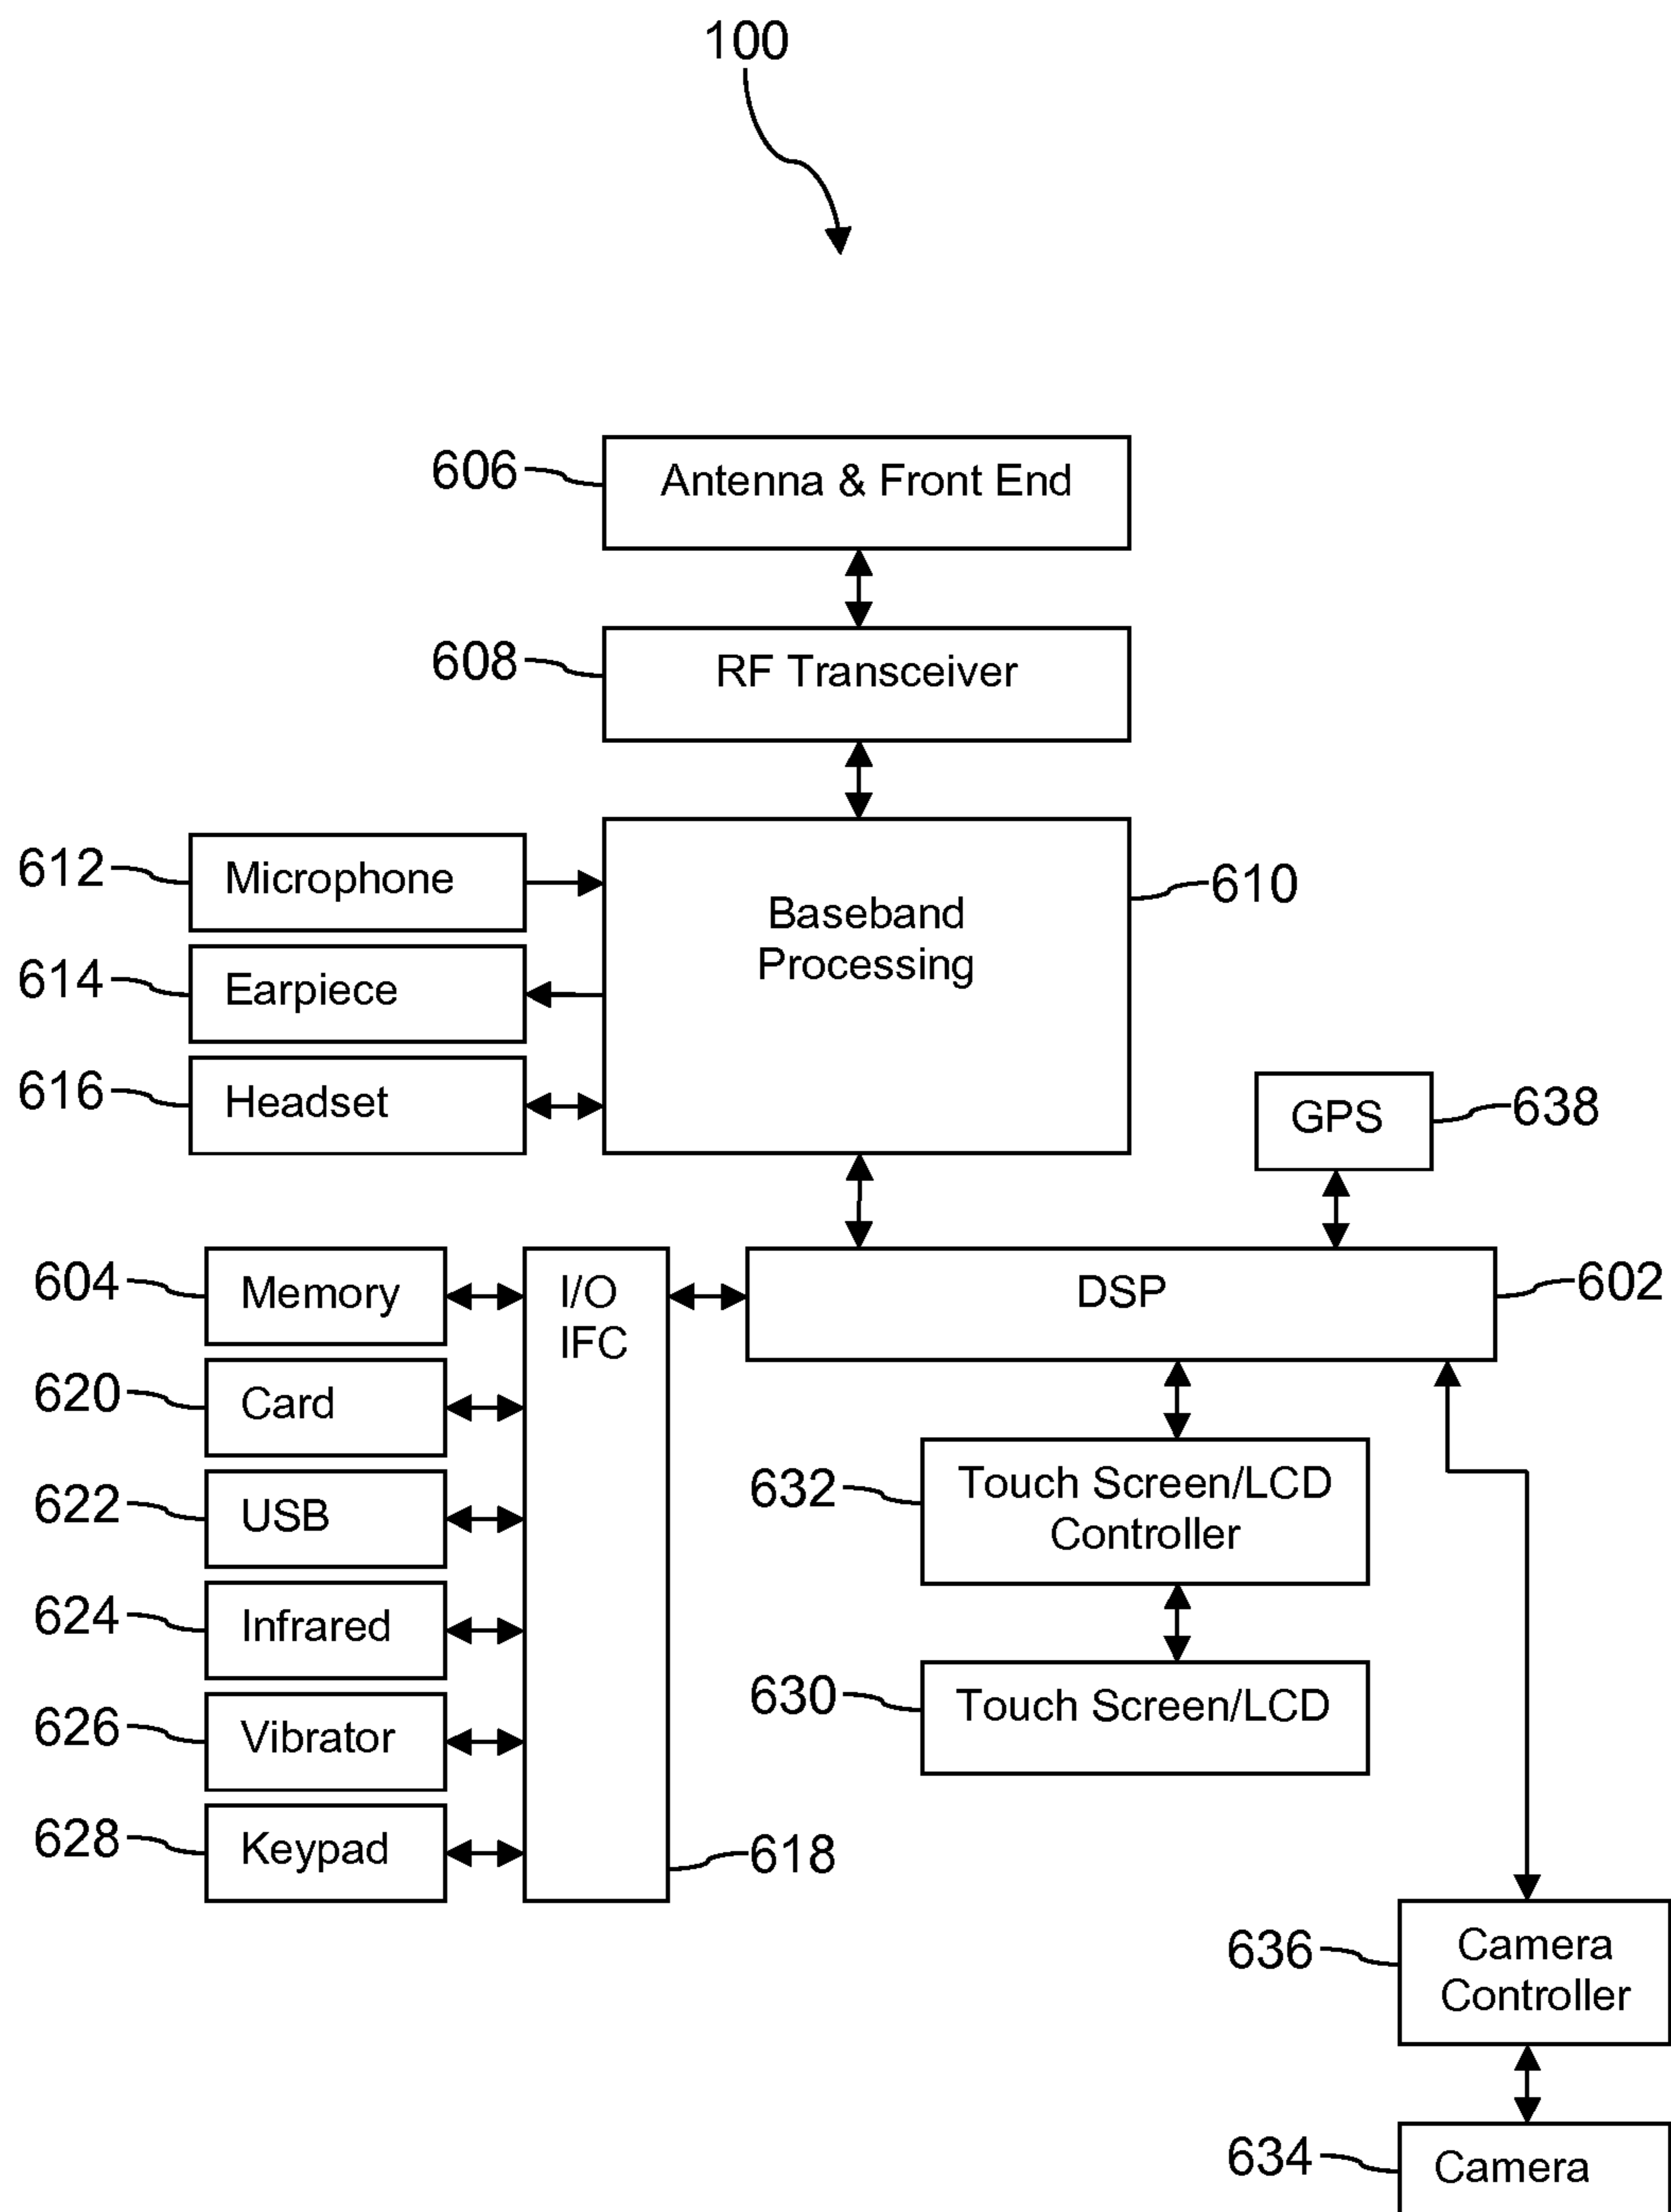 100
606
Antenna & Front End
608
RF Transceiver
612
Microphone
Baseband
Processing
610
614
Earpiece
616
Headset
GPS
638
604
Memory
I/O
IFC
DSP
602
620
Card
622
USB
632
Touch Screen/LCD
Controller
624
Infrared
626
Vibrator
630
Touch Screen/LCD
628
Keypad
618
636
Camera
Controller
634
Camera